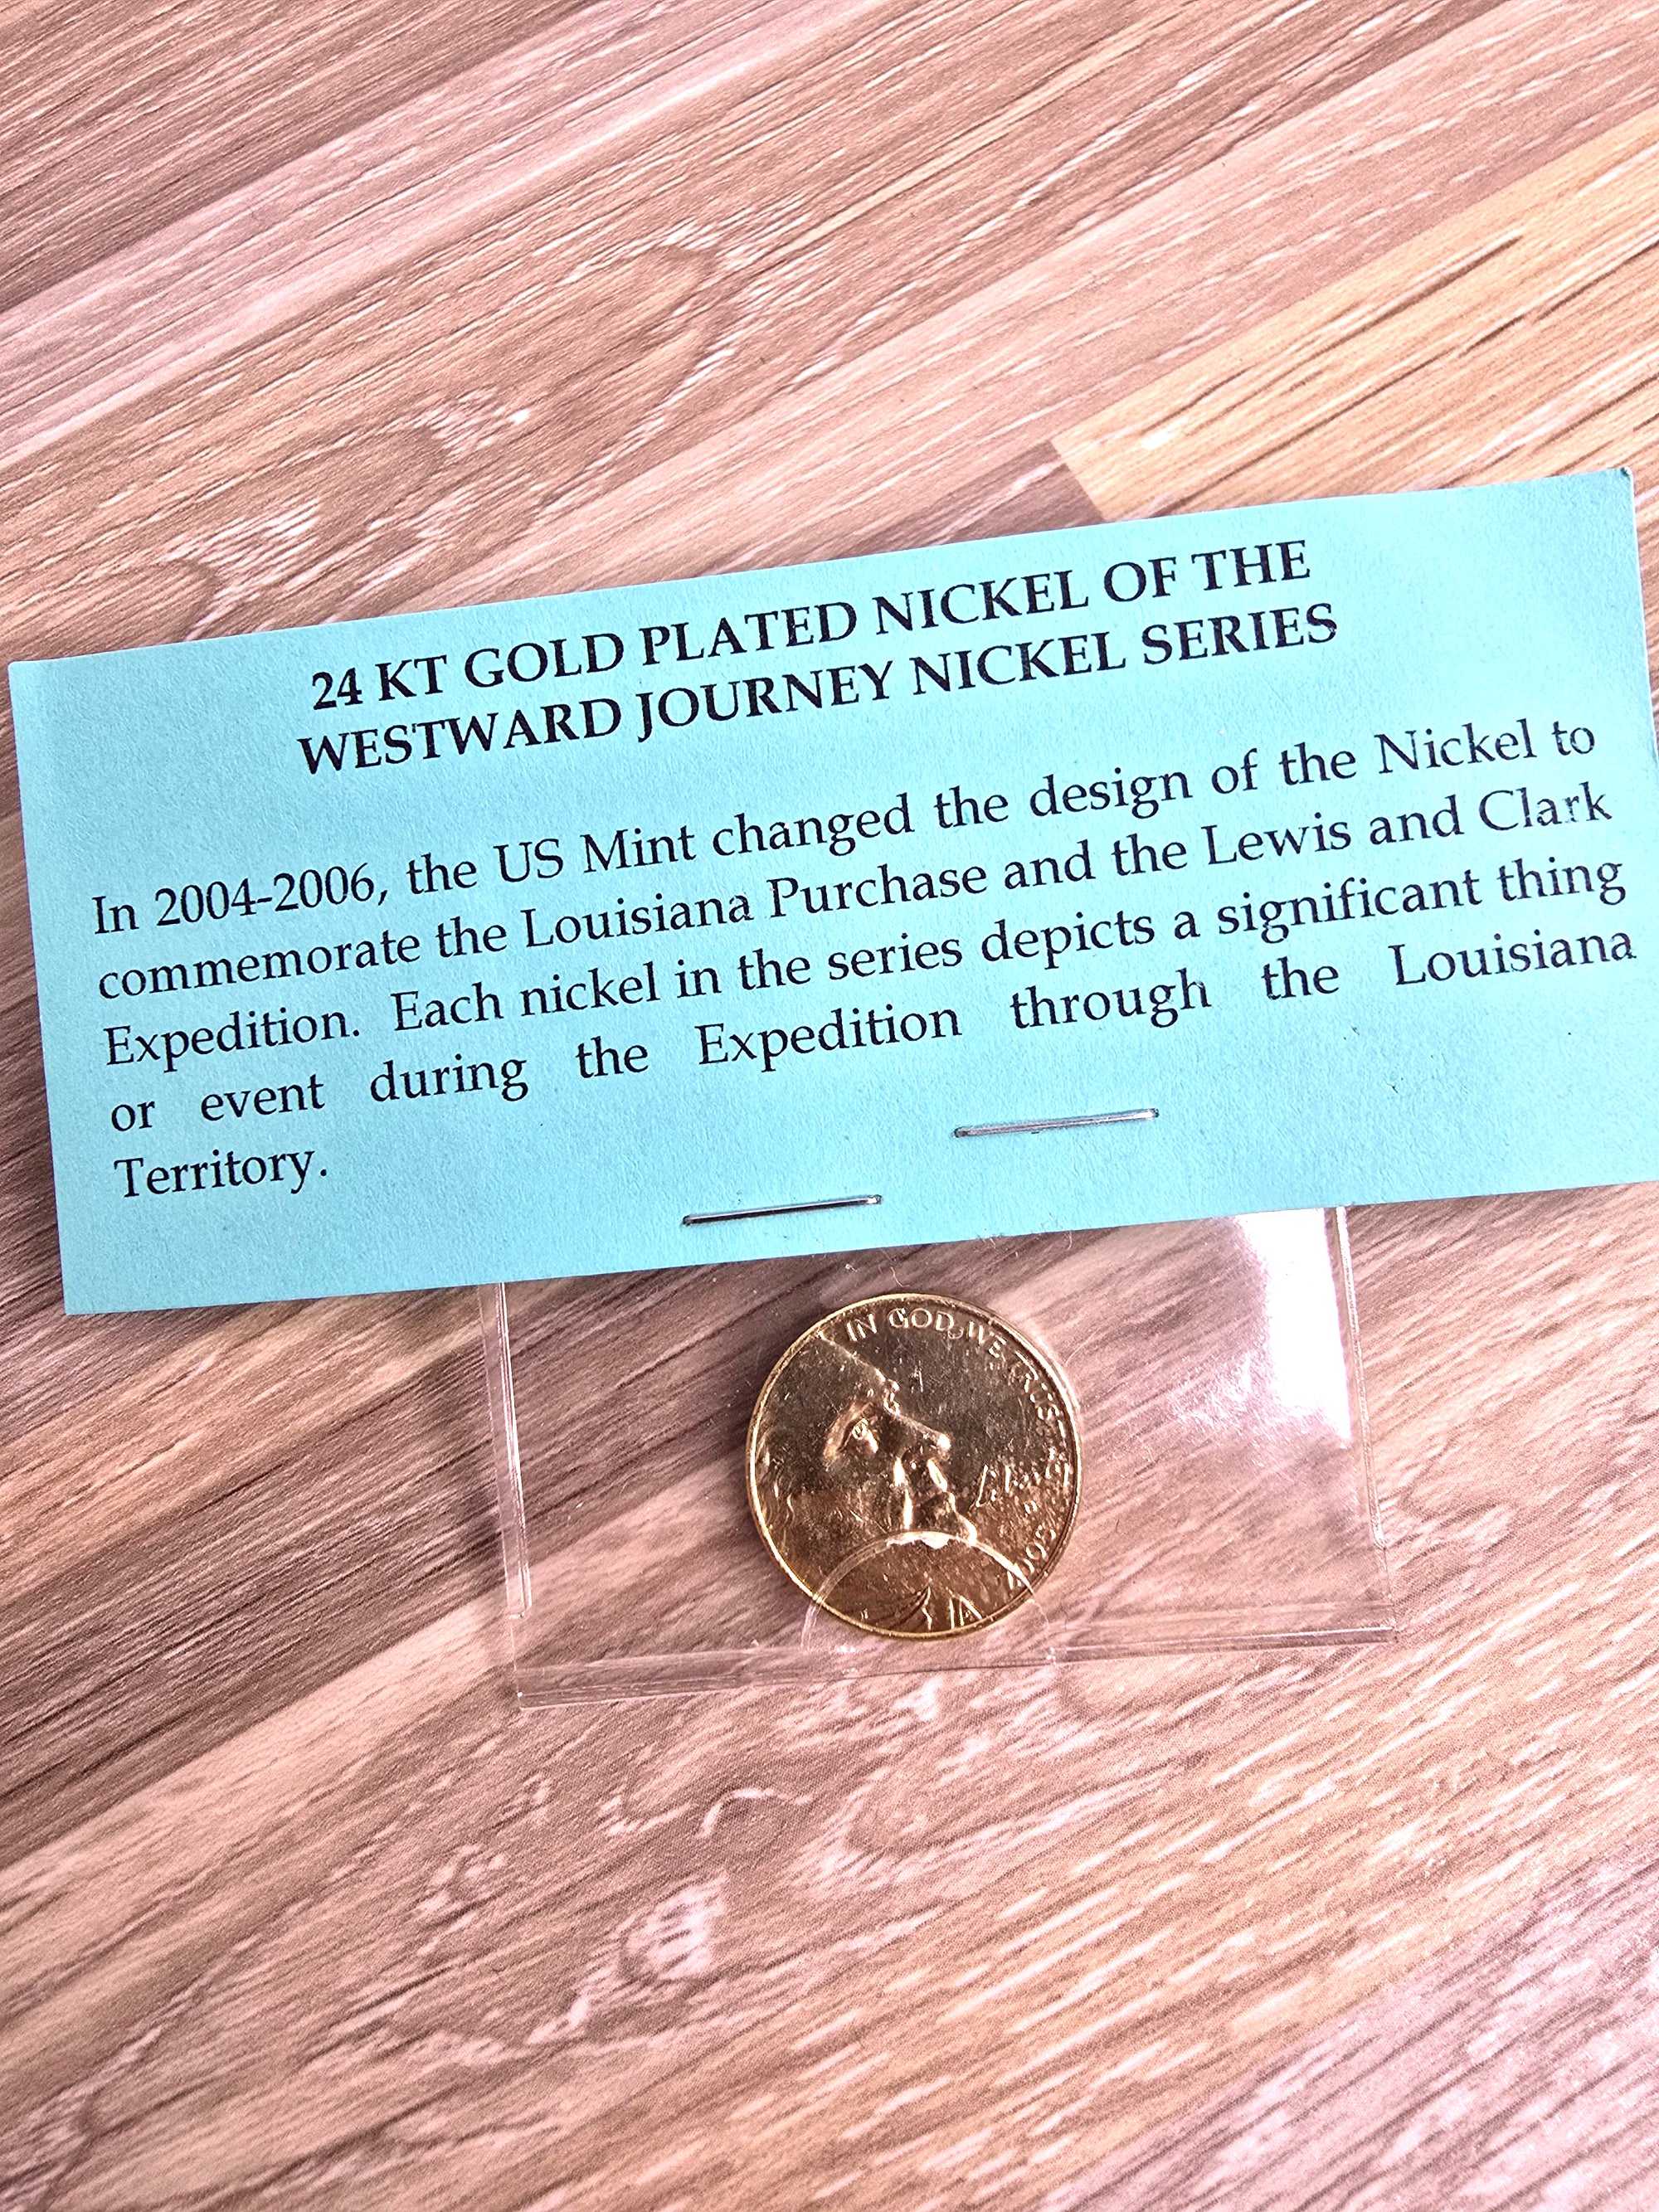 24 KT GOLD PLATED NICKEL OF THE
WESTWARD JOURNEY NICKEL SERIES
In 2004-2006, the US Mint changed the design of the Nickel to
commemorate the Louisiana Purchase and the Lewis and Clark
Expedition. Each nickel in the series depicts a significant thing
or event during the Expedition through the Louisiana
Territory.
IN GOD WE TRUST
Liberty